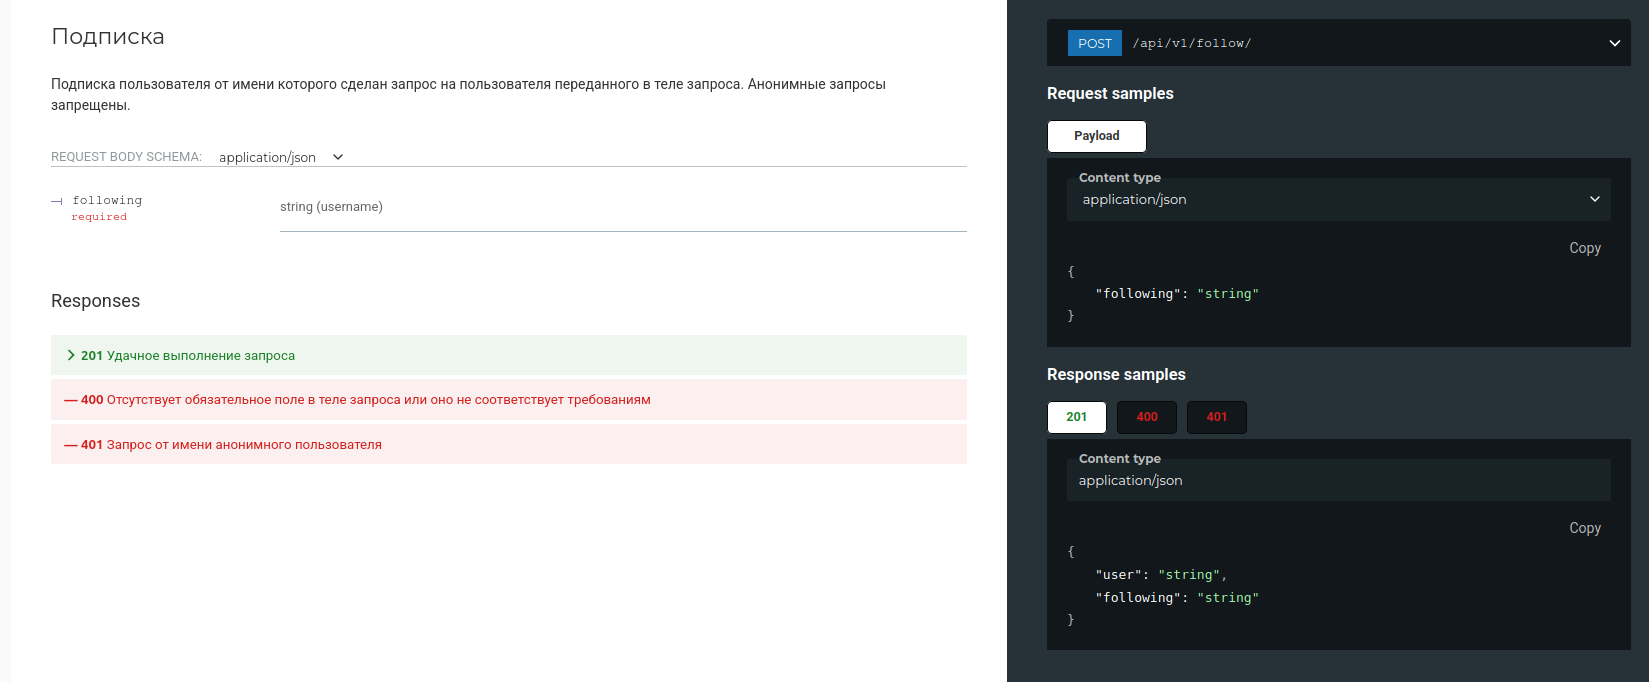 Подписка
Подписка пользователя от имени которого сделан запрос на пользователя переданного в теле запроса. Анонимные запросы
запрещены.
REQUEST BODY SCHEMA: application/json
following
required
string (username)
Responses
201 Удачное выполнение запроса
— 400 Отсутствует обязательное поле в теле запроса или оно не соответствует требованиям
— 401 Запрос от имени анонимного пользователя
POST /api/v1/follow/
Request samples
Payload
Content type
application/json
Copy
{
"following": "string"
}
Response samples
201 400 401
Content type
application/json
Copy
{
"user": "string",
"following": "string"
}